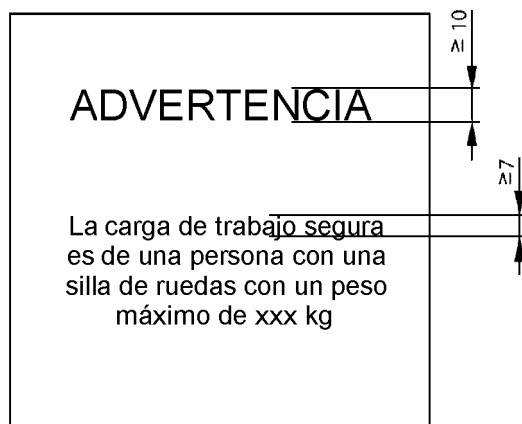 ≥ 10
ADVERTENCIA
≥7
La carga de trabajo segura
es de una persona con una
silla de ruedas con un peso
máximo de xxx kg